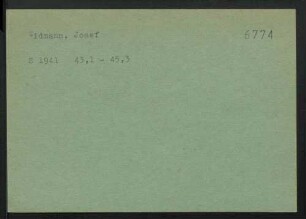 Widmann, Josef 6774
S 1941 43,1 - 45,3